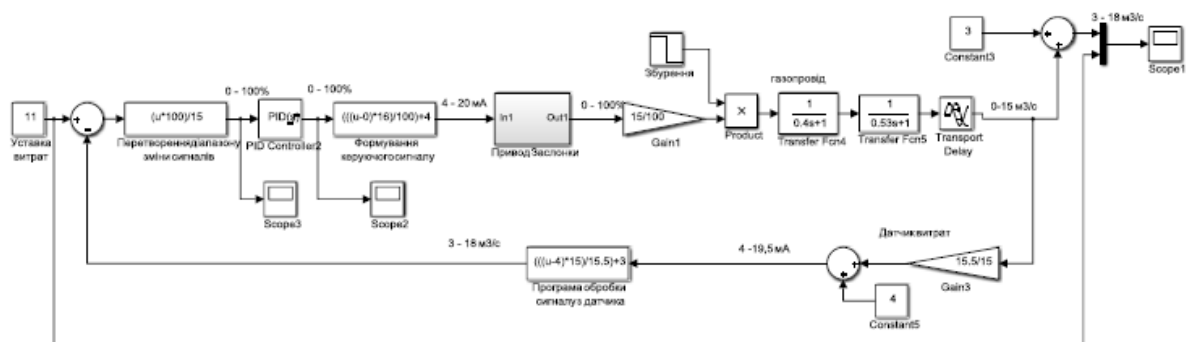 3 - 18 м3/с
3
Constant3
Scope1
Збурення
газопровід
0 - 100%
0 - 100%
4 - 20 мА
0 - 100%
0-15 м3/с
11
(u*100)/15
PID(s)
(((u-0)*16)/100)+4
In1
Out1
15/100
×
1
0.4s+1
1
0.53s+1
Уставка
витрат
Перетворення діапазону
зміни сигналів
PID Controller2
Формування
керуючого сигналу
Привод Заслонки
Gain1
Product
Transfer Fcn4
Transfer Fcn5
Transport
Delay
Scope3
Scope2
3 - 18 м3/с
4 -19,5 мА
Датчик витрат
(((u-4)*15)/15.5)+3
15.5/15
Програма обробки
сигналу з датчика
Gain3
4
Constant5